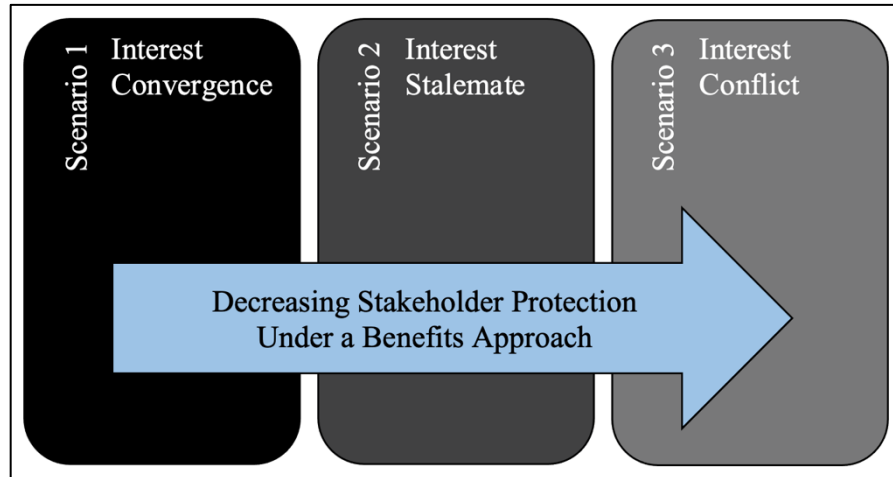 Scenario 1
Interest
Convergence
Scenario 2
Interest
Stalemate
Scenario 3
Interest
Conflict
Decreasing Stakeholder Protection
Under a Benefits Approach